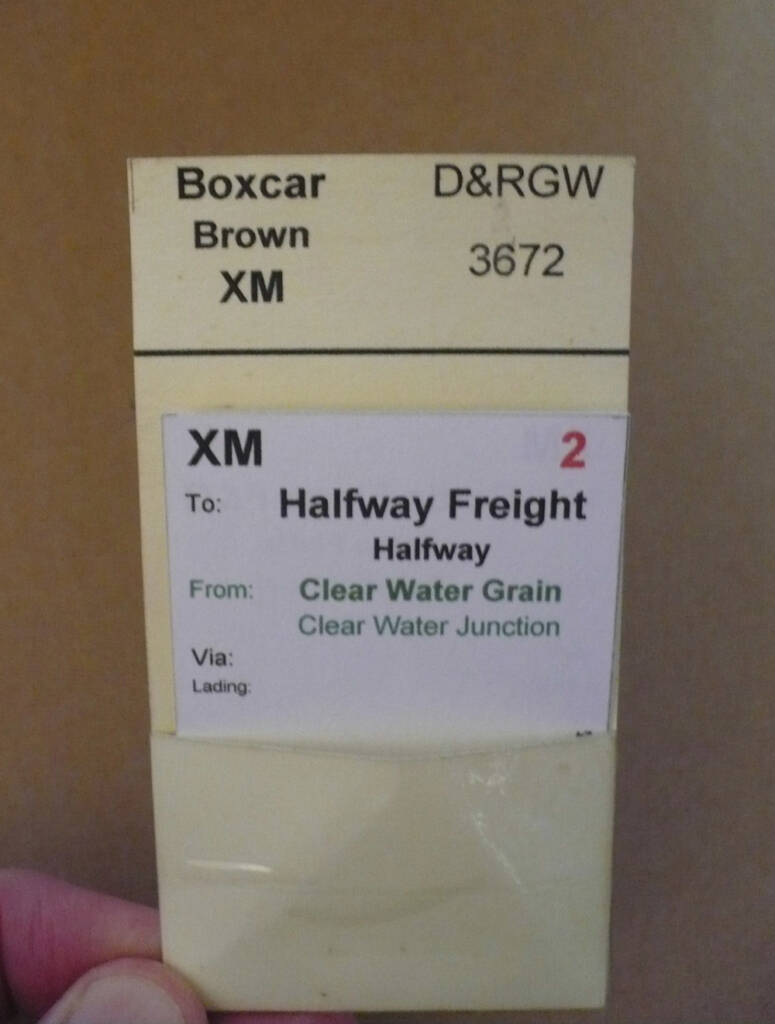 Boxcar D&RGW
Brown
3672
XM
XM 2
To: Halfway Freight
Halfway
From: Clear Water Grain
Clear Water Junction
Via:
Lading: